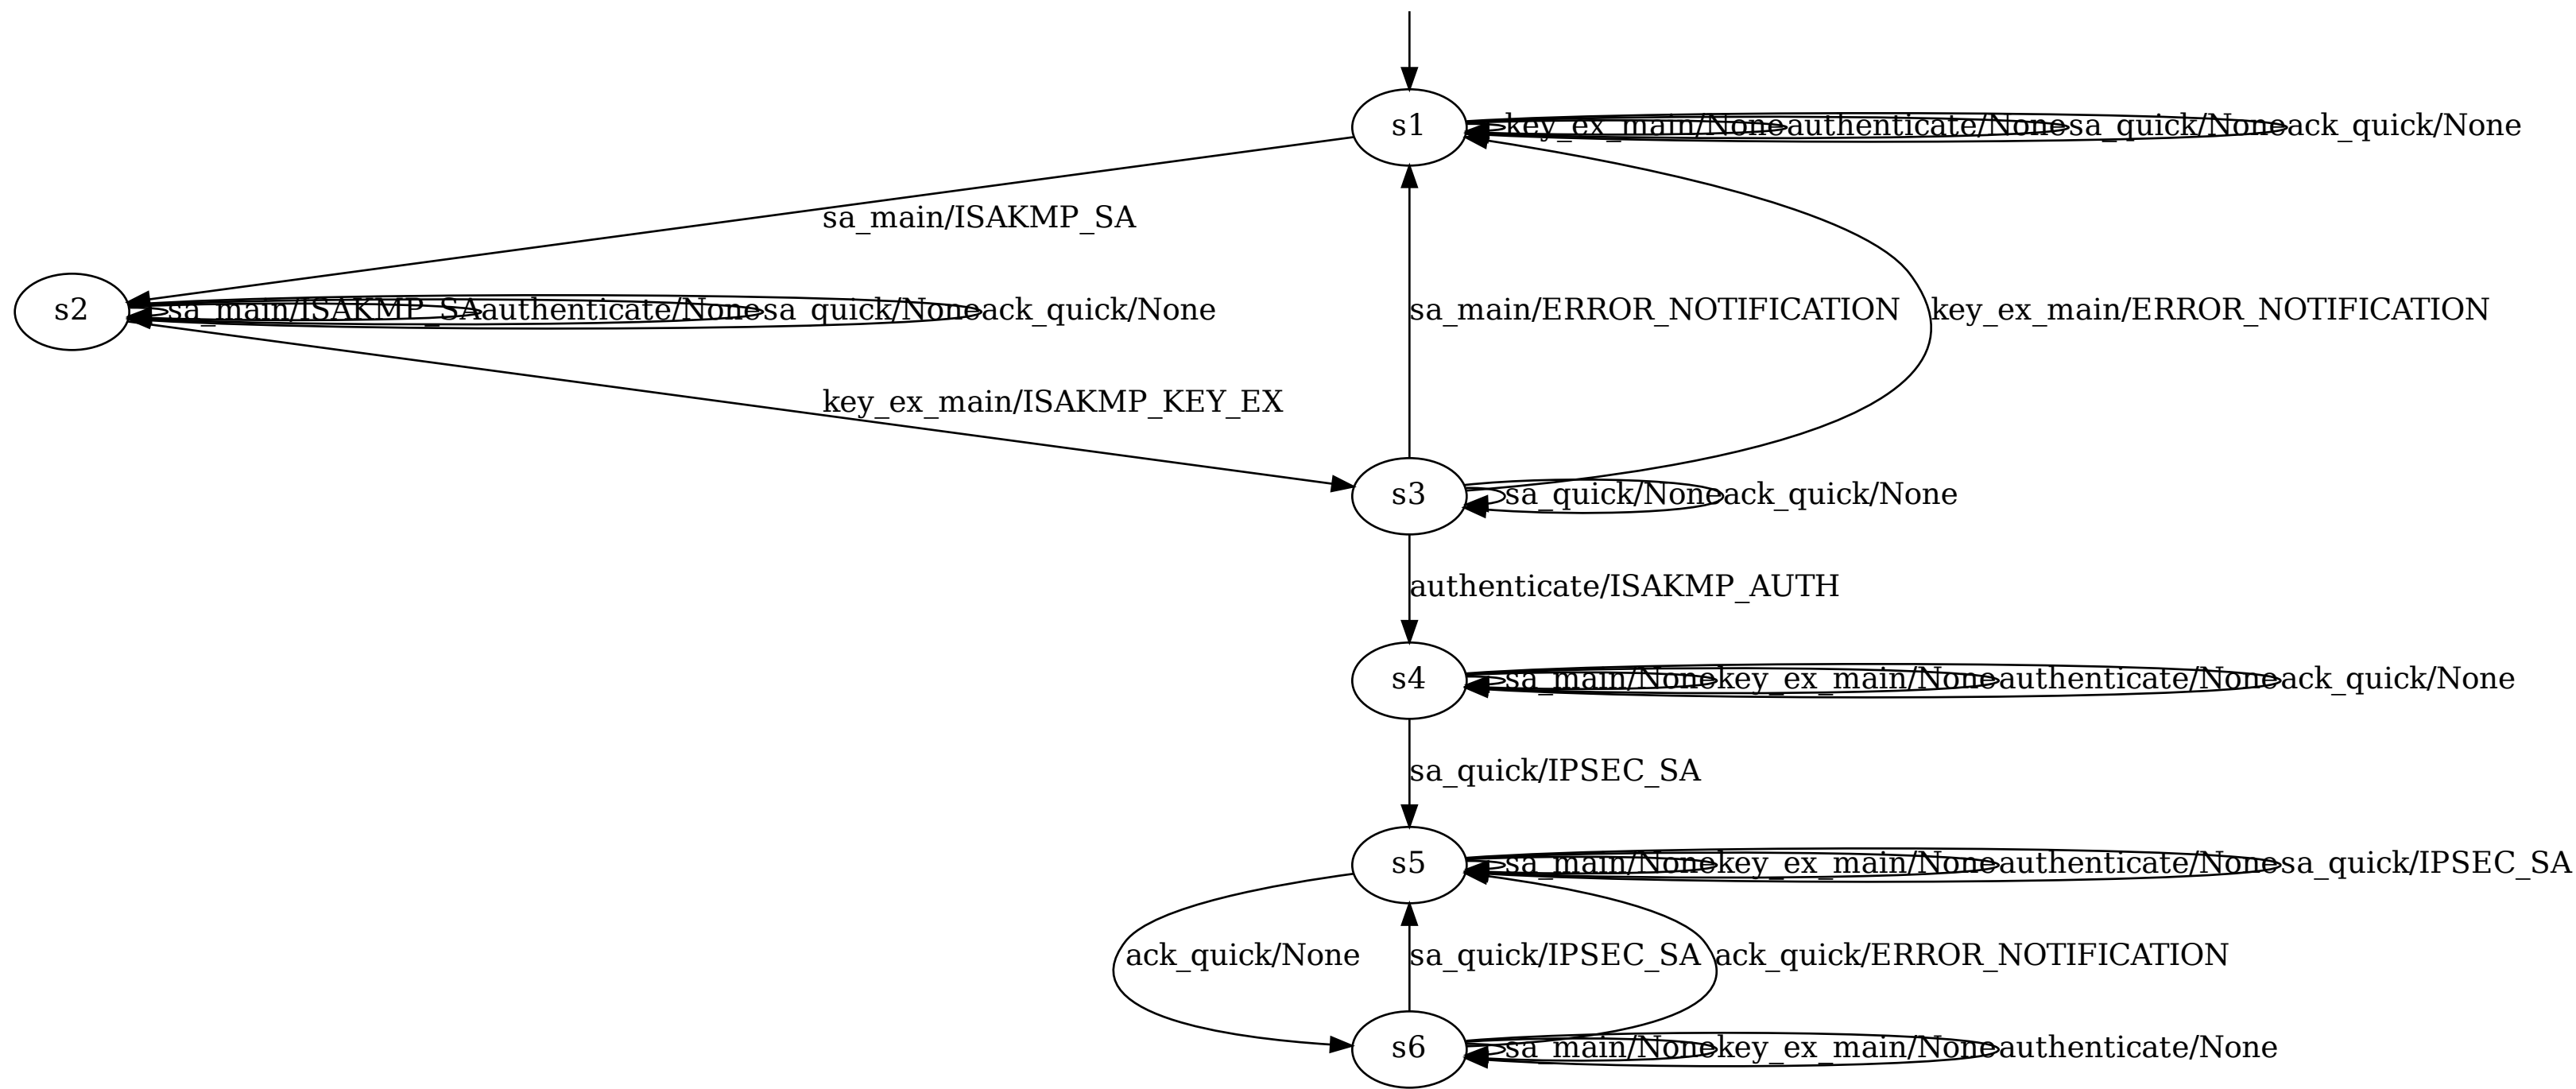 s1
key_ex_main/None authenticate/None sa_quick/None ack_quick/None
sa_main/ISAKMP_SA
s2
sa_main/ISAKMP_SA authenticate/None sa_quick/None ack_quick/None
sa_main/ERROR_NOTIFICATION
key_ex_main/ERROR_NOTIFICATION
key_ex_main/ISAKMP_KEY_EX
s3
sa_quick/None ack_quick/None
authenticate/ISAKMP_AUTH
s4
sa_main/None key_ex_main/None authenticate/None ack_quick/None
sa_quick/IPSEC_SA
s5
sa_main/None key_ex_main/None authenticate/None sa_quick/IPSEC_SA
ack_quick/None
sa_quick/IPSEC_SA
ack_quick/ERROR_NOTIFICATION
s6
sa_main/None key_ex_main/None authenticate/None